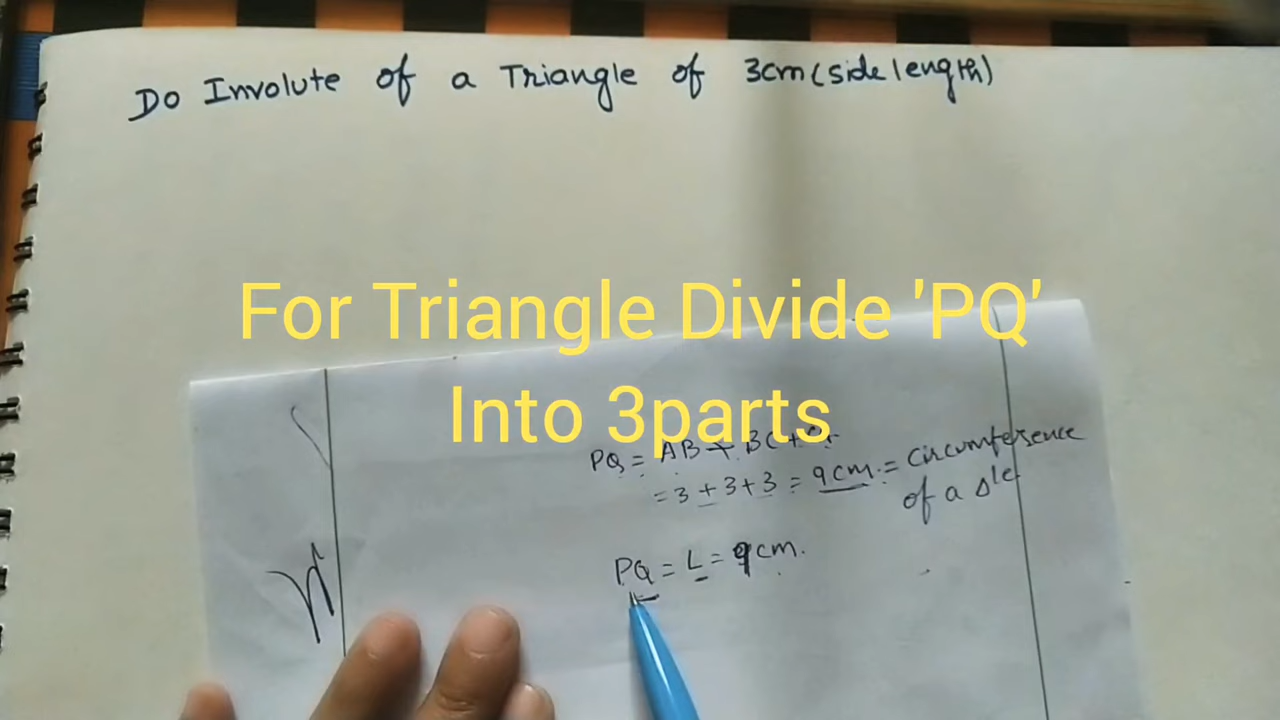 Do Involute of a Triangle of 3cm(side length)
For Triangle Divide 'PQ'
Into 3parts
PQ = AB + BC +
= 3 + 3 + 3 = 9cm. = circumference
of a Δle
PQ = L = 9cm.